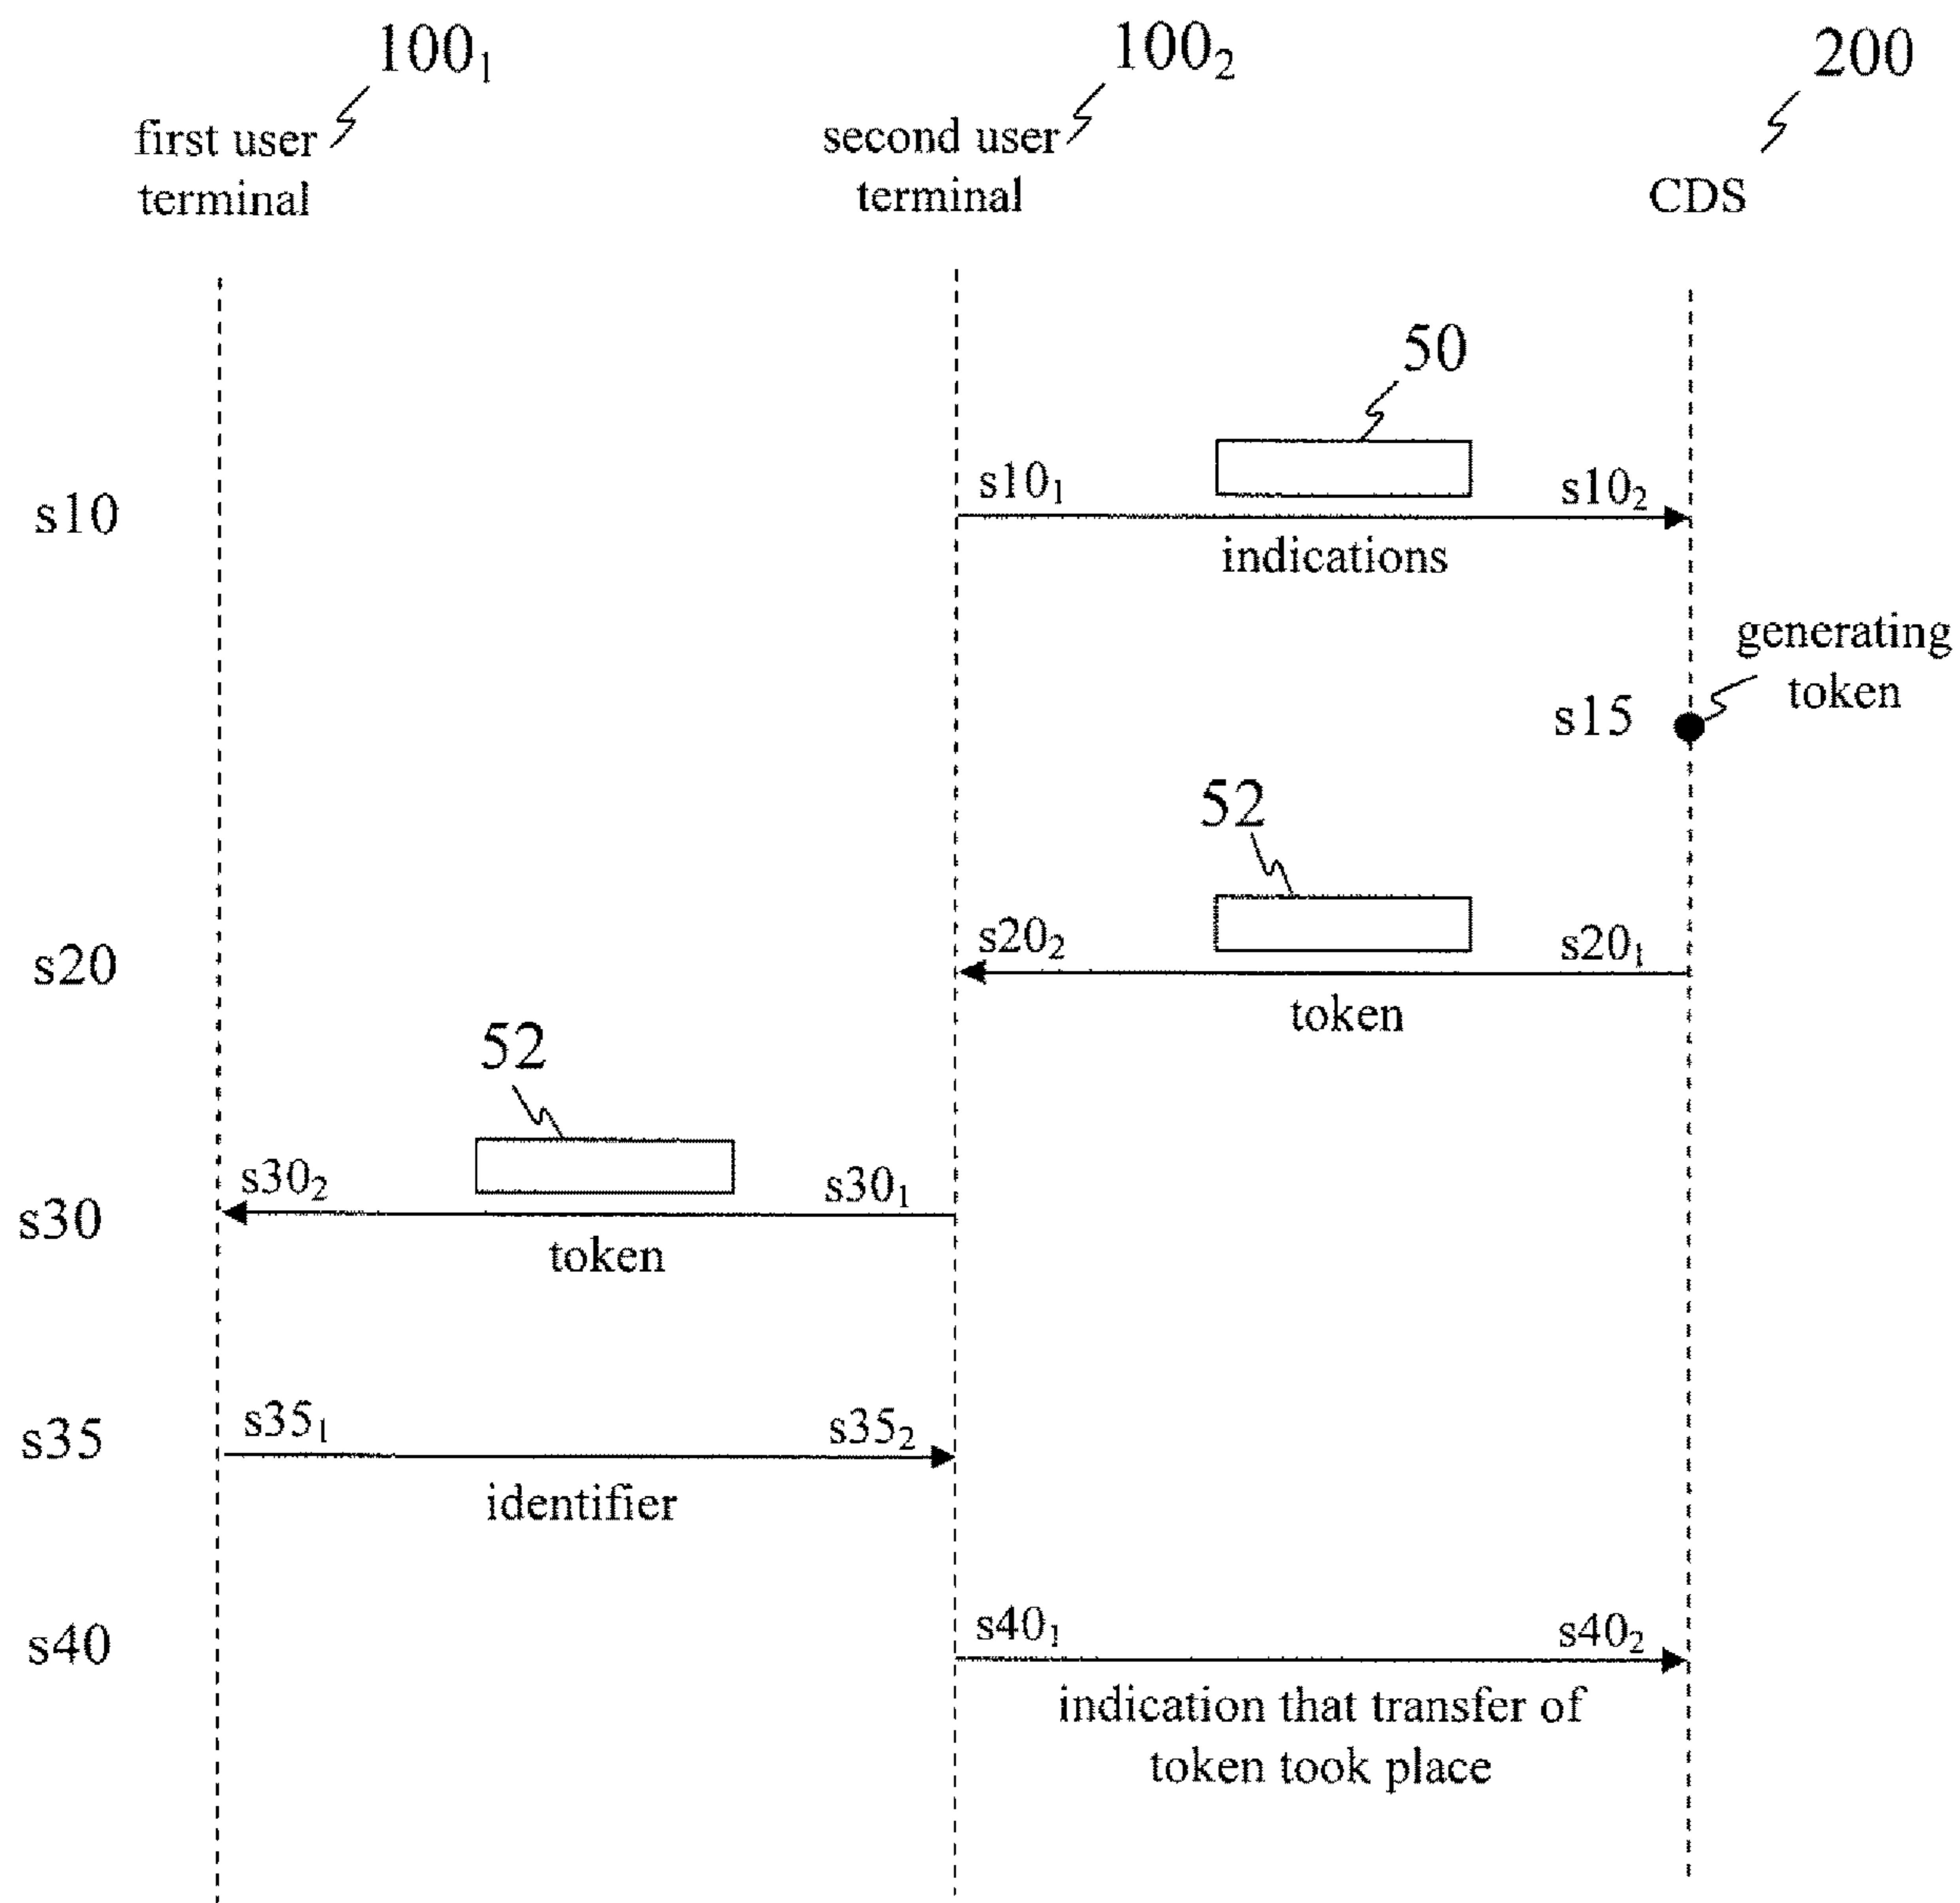 100₁
100₂
200
first user
terminal
second user
terminal
CDS
50
s10
s10₁
s10₂
indications
generating
token
s15
52
s20
s20₂
s20₁
token
52
s30
s30₂
s30₁
token
s35
s35₁
s35₂
identifier
s40
s40₁
s40₂
indication that transfer of
token took place